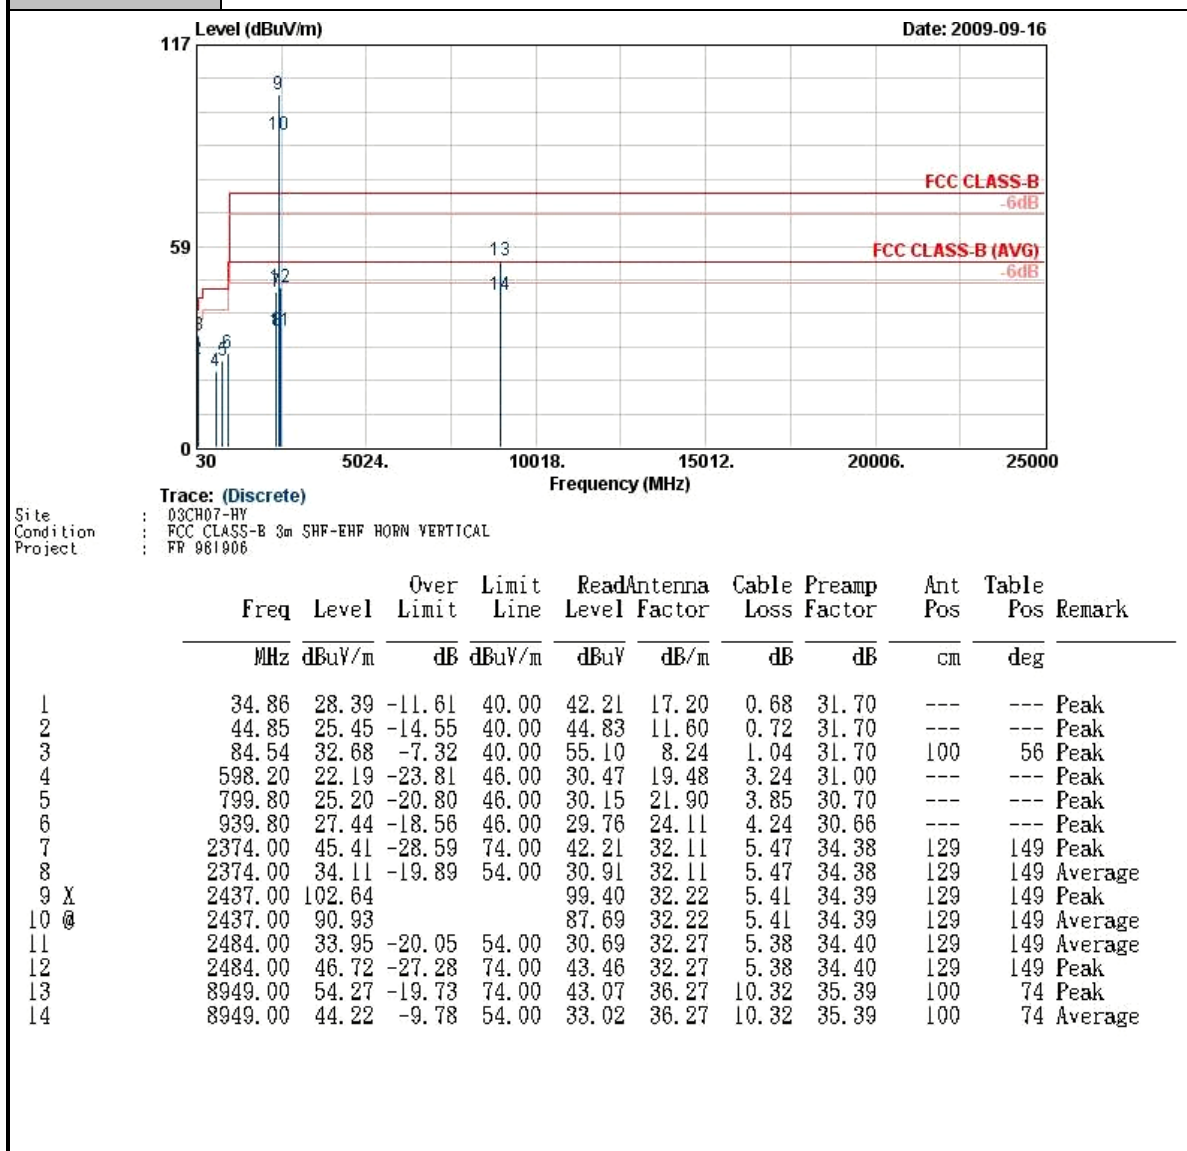 Level (dBuV/m) Date: 2009-09-16
117
9
10
FCC CLASS-B
-6dB
59
13
FCC CLASS-B (AVG)
12
-6dB
14
6
4
0
30 5024. 10018. 15012. 20006. 25000
Frequency (MHz)
Trace: (Discrete)
Site : 03CH07-HY
Condition : FCC CLASS-B 3m SHF-EHF HORN VERTICAL
Project : FR 981906
Over Limit ReadAntenna Cable Preamp Ant Table
Freq Level Limit Line Level Factor Loss Factor Pos Pos Remark
MHz dBuV/m dB dBuV/m dBuV dB/m dB dB cm deg
1 34.86 28.39 -11.61 40.00 42.21 17.20 0.68 31.70 --- --- Peak
2 44.85 25.45 -14.55 40.00 44.83 11.60 0.72 31.70 --- --- Peak
3 84.54 32.68 -7.32 40.00 55.10 8.24 1.04 31.70 100 56 Peak
4 598.20 22.19 -23.81 46.00 30.47 19.48 3.24 31.00 --- --- Peak
5 799.80 25.20 -20.80 46.00 30.15 21.90 3.85 30.70 --- --- Peak
6 939.80 27.44 -18.56 46.00 29.76 24.11 4.24 30.66 --- --- Peak
7 2374.00 45.41 -28.59 74.00 42.21 32.11 5.47 34.38 129 149 Peak
8 2374.00 34.11 -19.89 54.00 30.91 32.11 5.47 34.38 129 149 Average
9 X 2437.00 102.64 99.40 32.22 5.41 34.39 129 149 Peak
10 @ 2437.00 90.93 87.69 32.22 5.41 34.39 129 149 Average
11 2484.00 33.95 -20.05 54.00 30.69 32.27 5.38 34.40 129 149 Average
12 2484.00 46.72 -27.28 74.00 43.46 32.27 5.38 34.40 129 149 Peak
13 8949.00 54.27 -19.73 74.00 43.07 36.27 10.32 35.39 100 74 Peak
14 8949.00 44.22 -9.78 54.00 33.02 36.27 10.32 35.39 100 74 Average